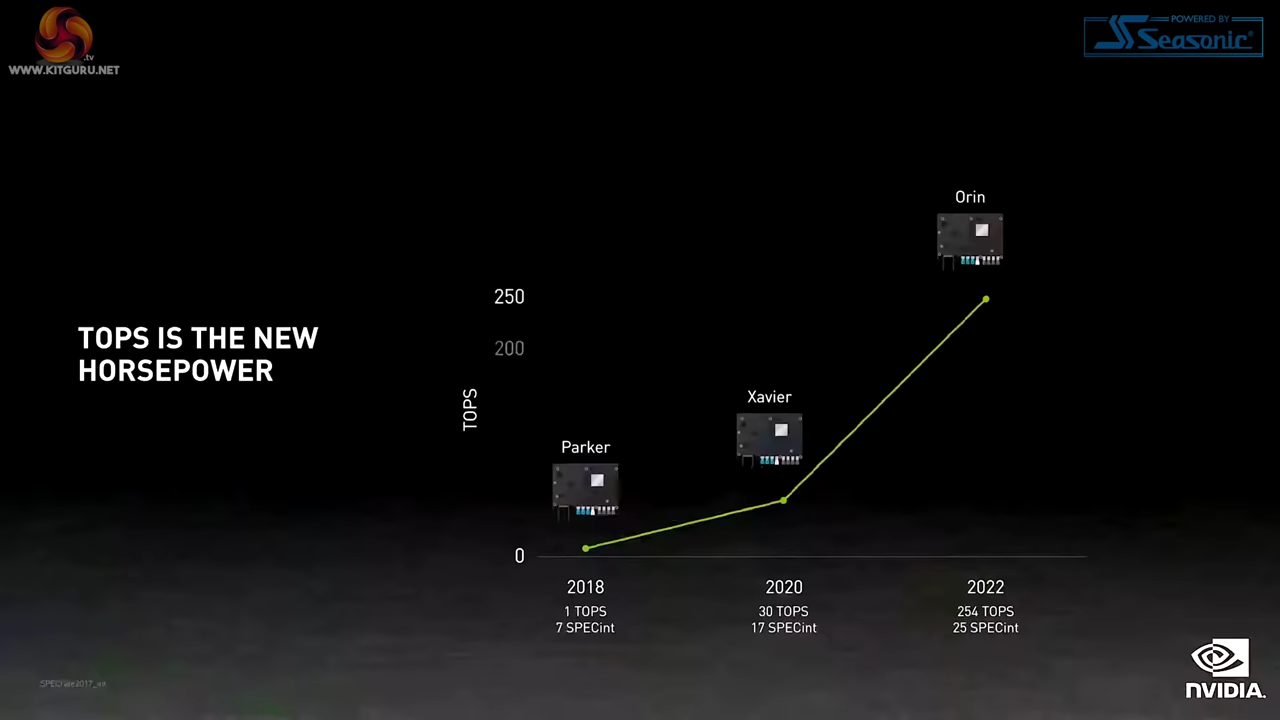 .tv
WWW.KITGURU.NET
POWERED BY
Seasonic®
TOPS IS THE NEW
HORSEPOWER
Orin
250
200
Xavier
TOPS
Parker
0
2018
2020
2022
1 TOPS
30 TOPS
254 TOPS
7 SPECint
17 SPECint
25 SPECint
NVIDIA.